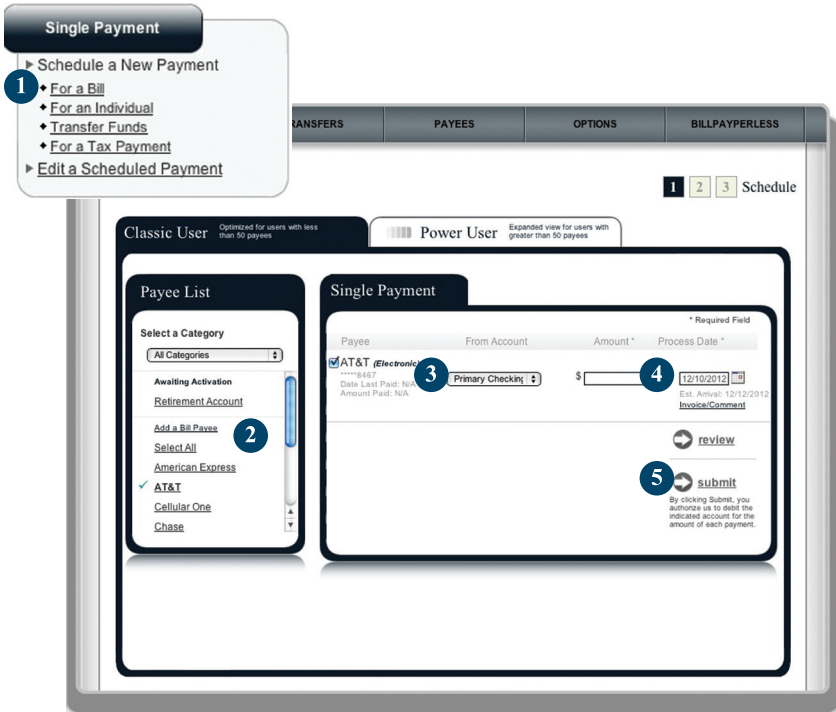 Single Payment
Schedule a New Payment
1
For a Bill
For an Individual
Transfer Funds
For a Tax Payment
Edit a Scheduled Payment
PAYEES
OPTIONS
BILLPAYPERLESS
1 2 3 Schedule
Classic User Optimized for users with less
than 50 payees
Power User Expanded view for users with
greater than 50 payees
Payee List
Select a Category
All Categories
Awaiting Activation
Retirement Account
Add a Bill Payee
2
Select All
American Express
AT&T
Cellular One
Chase
Single Payment
* Required Field
Payee From Account Amount * Process Date *
AT&T (Electronic)
*****8467
Date Last Paid: N/A
Amount Paid: N/A
3
Primary Checking
$
4
12/10/2012
Est. Arrival: 12/12/2012
Invoice/Comment
review
5
submit
By clicking Submit, you
authorize us to debit the
indicated account for the
amount of each payment.